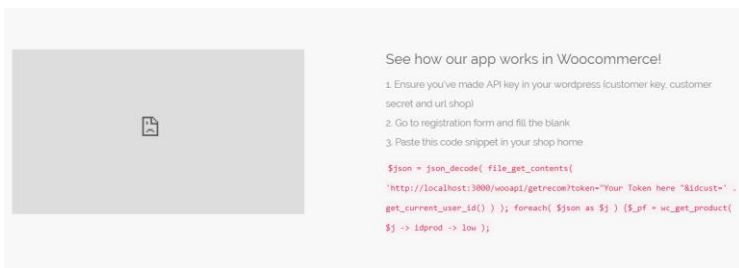 See how our app works in Woocommerce!
1. Ensure you've made API key in your wordpress (customer key, customer
secret and url shop)
2. Go to registration form and fill the blank
3. Paste this code snippet in your shop home
$json = json_decode( file_get_contents(
'http://localhost:3000/wooapi/getrecom?token="Your Token here "&idcust=' .
get_current_user_id() ) ); foreach( $json as $j ) {$_pf = wc_get_product(
$j -> idprod -> low );